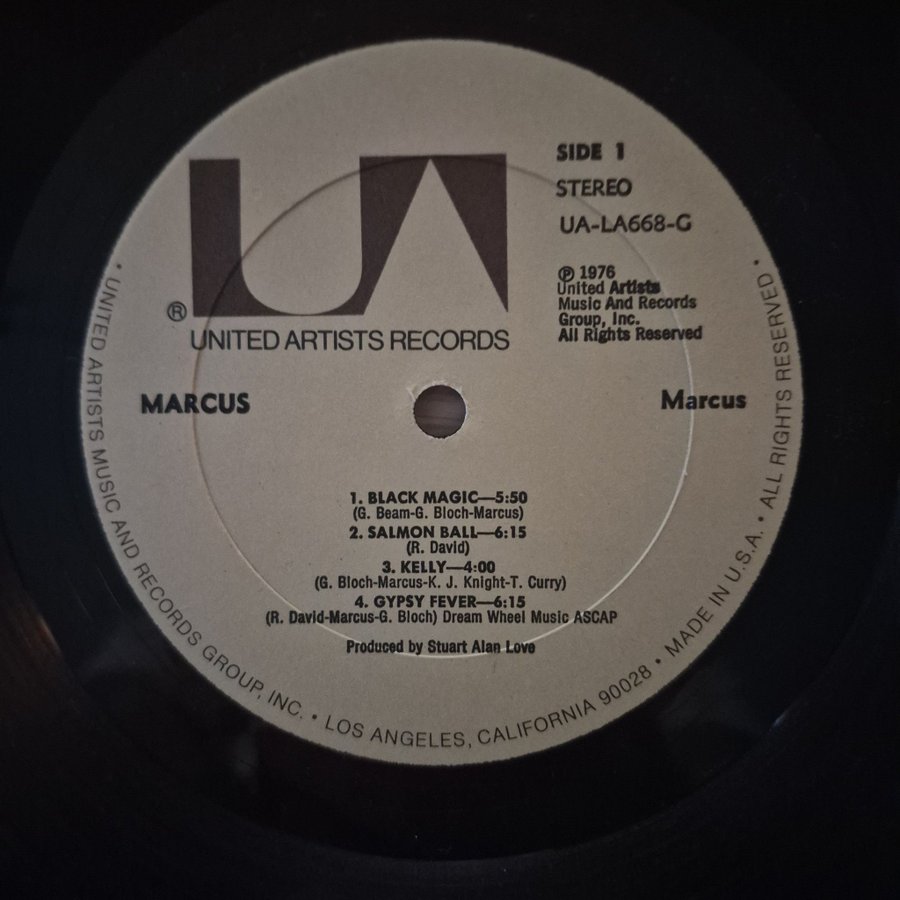 UA
®
UNITED ARTISTS RECORDS
SIDE 1
STEREO
UA-LA668-G
℗ 1976
United Artists
Music And Records
Group, Inc.
All Rights Reserved
MARCUS
Marcus
1. BLACK MAGIC—5:50
(G. Beam-G. Bloch-Marcus)
2. SALMON BALL—6:15
(R. David)
3. KELLY—4:00
(G. Bloch-Marcus-K. J. Knight-T. Curry)
4. GYPSY FEVER—6:15
(R. David-Marcus-G. Bloch) Dream Wheel Music ASCAP
Produced by Stuart Alan Love
• UNITED ARTISTS MUSIC AND RECORDS GROUP, INC. • LOS ANGELES, CALIFORNIA 90028 • MADE IN U.S.A. • ALL RIGHTS RESERVED •